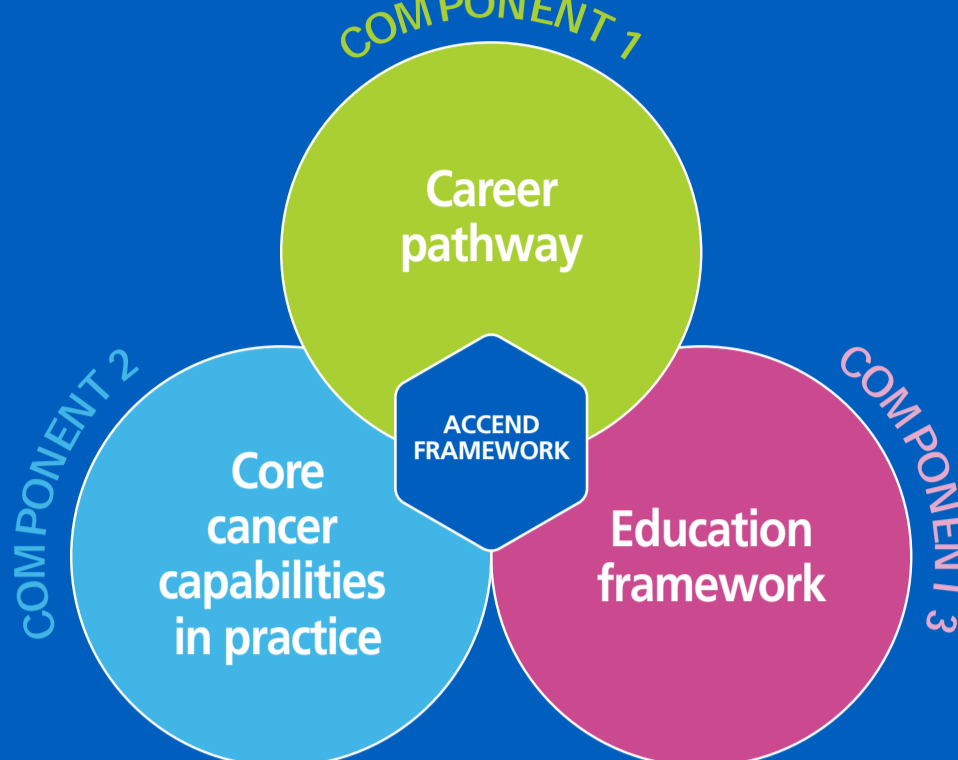 COMPONENT 1
Career
pathway
COMPONENT 2
Core
cancer
capabilities
in practice
ACCEND
FRAMEWORK
COMPONENT 3
Education
framework